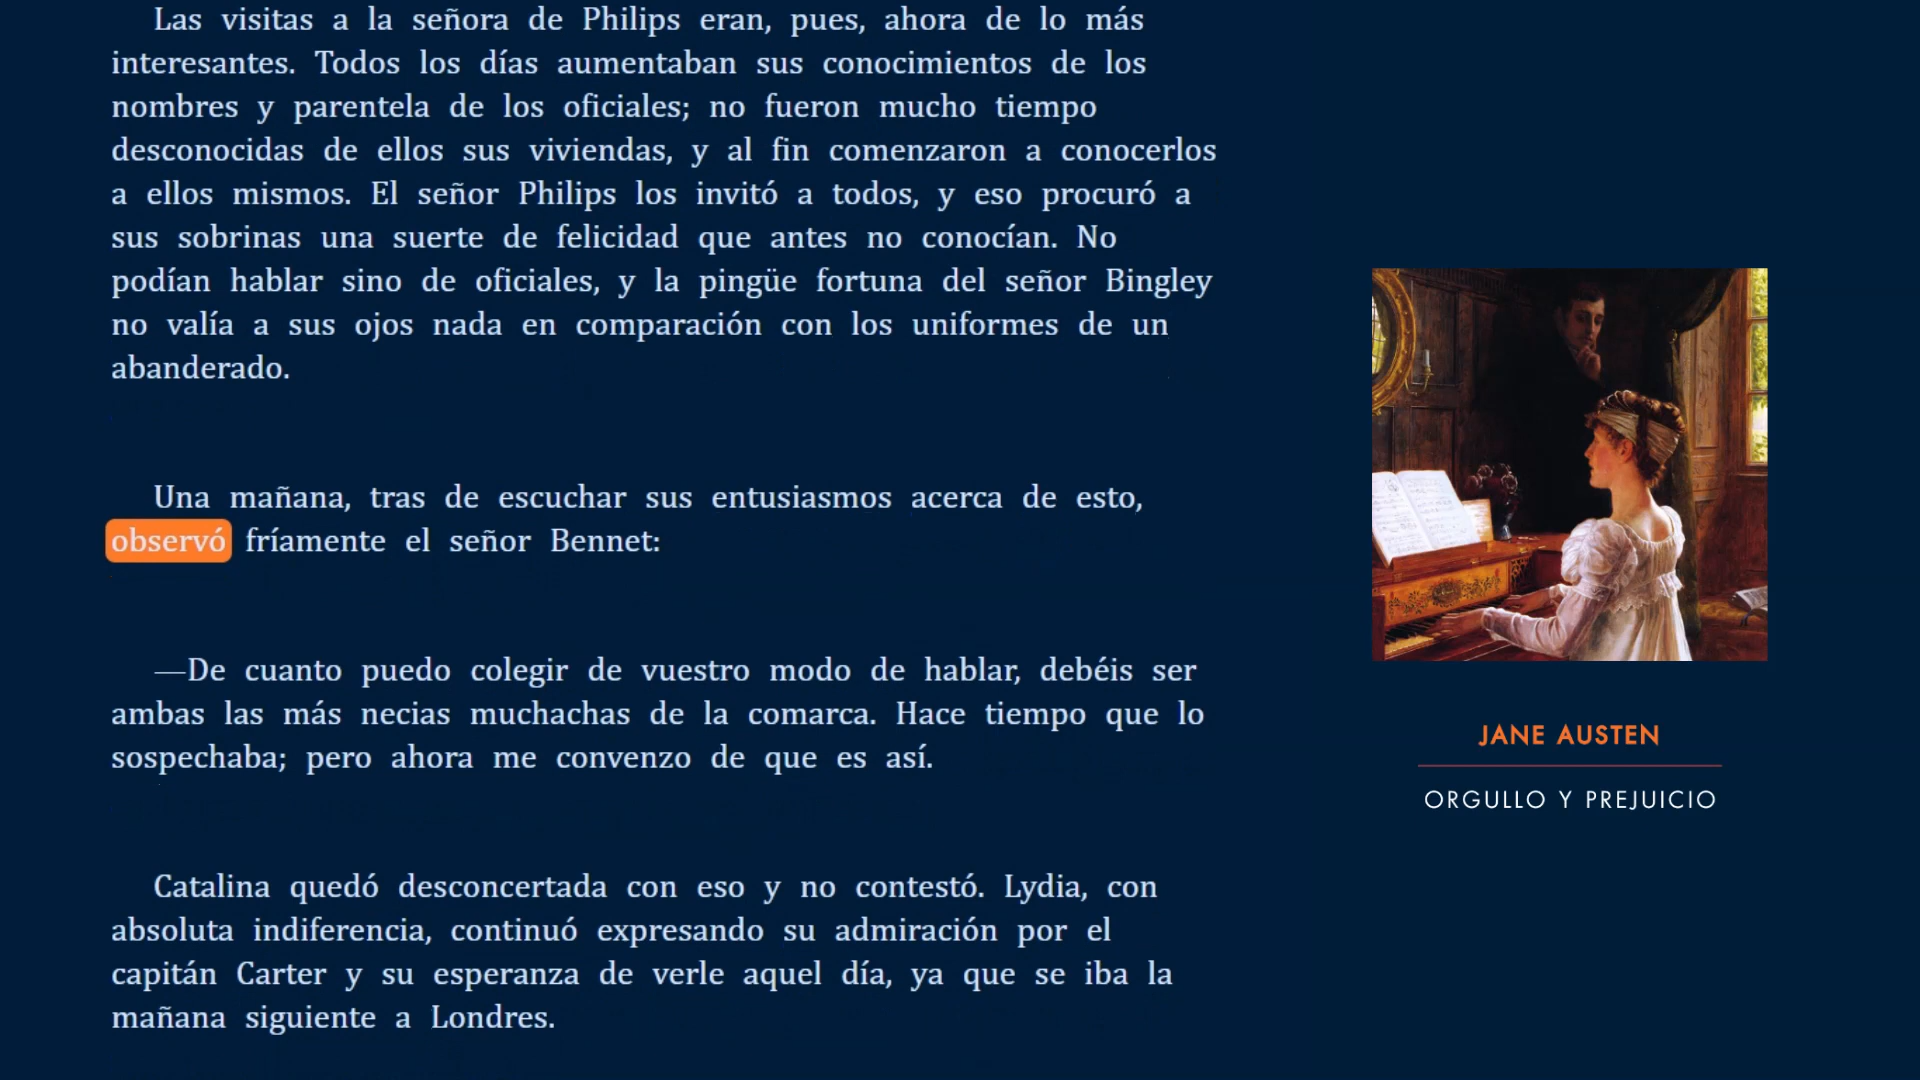 Las visitas a la señora de Philips eran, pues, ahora de lo más
interesantes. Todos los días aumentaban sus conocimientos de los
nombres y parentela de los oficiales; no fueron mucho tiempo
desconocidas de ellos sus viviendas, y al fin comenzaron a conocerlos
a ellos mismos. El señor Philips los invitó a todos, y eso procuró a
sus sobrinas una suerte de felicidad que antes no conocían. No
podían hablar sino de oficiales, y la pingüe fortuna del señor Bingley
no valía a sus ojos nada en comparación con los uniformes de un
abanderado.
Una mañana, tras de escuchar sus entusiasmos acerca de esto,
observó fríamente el señor Bennet:
—De cuanto puedo colegir de vuestro modo de hablar, debéis ser
ambas las más necias muchachas de la comarca. Hace tiempo que lo
sospechaba; pero ahora me convenzo de que es así.
Catalina quedó desconcertada con eso y no contestó. Lydia, con
absoluta indiferencia, continuó expresando su admiración por el
capitán Carter y su esperanza de verle aquel día, ya que se iba la
mañana siguiente a Londres.
JANE AUSTEN
ORGULLO Y PREJUICIO